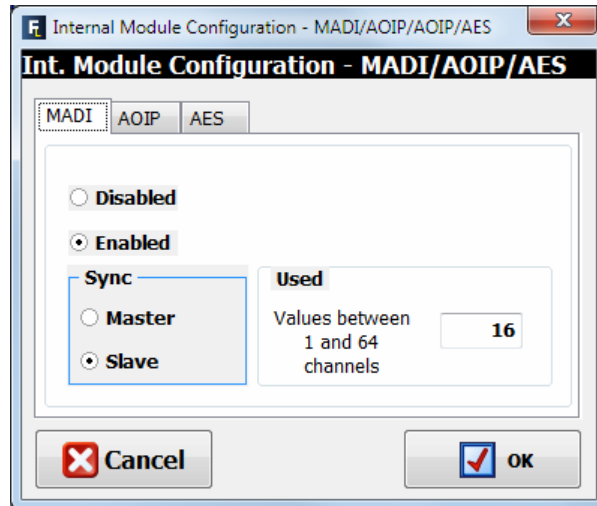 Internal Module Configuration - MADI/AOIP/AOIP/AES
Int. Module Configuration - MADI/AOIP/AES
MADI AOIP AES
Disabled
Enabled
Sync
Master
Slave
Used
Values between
1 and 64
channels
16
Cancel
OK